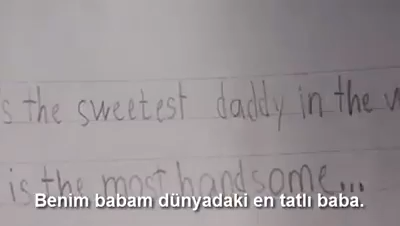 s the sweetest daddy in the
is the most handsome...
Benim babam dünyadaki en tatlı baba.